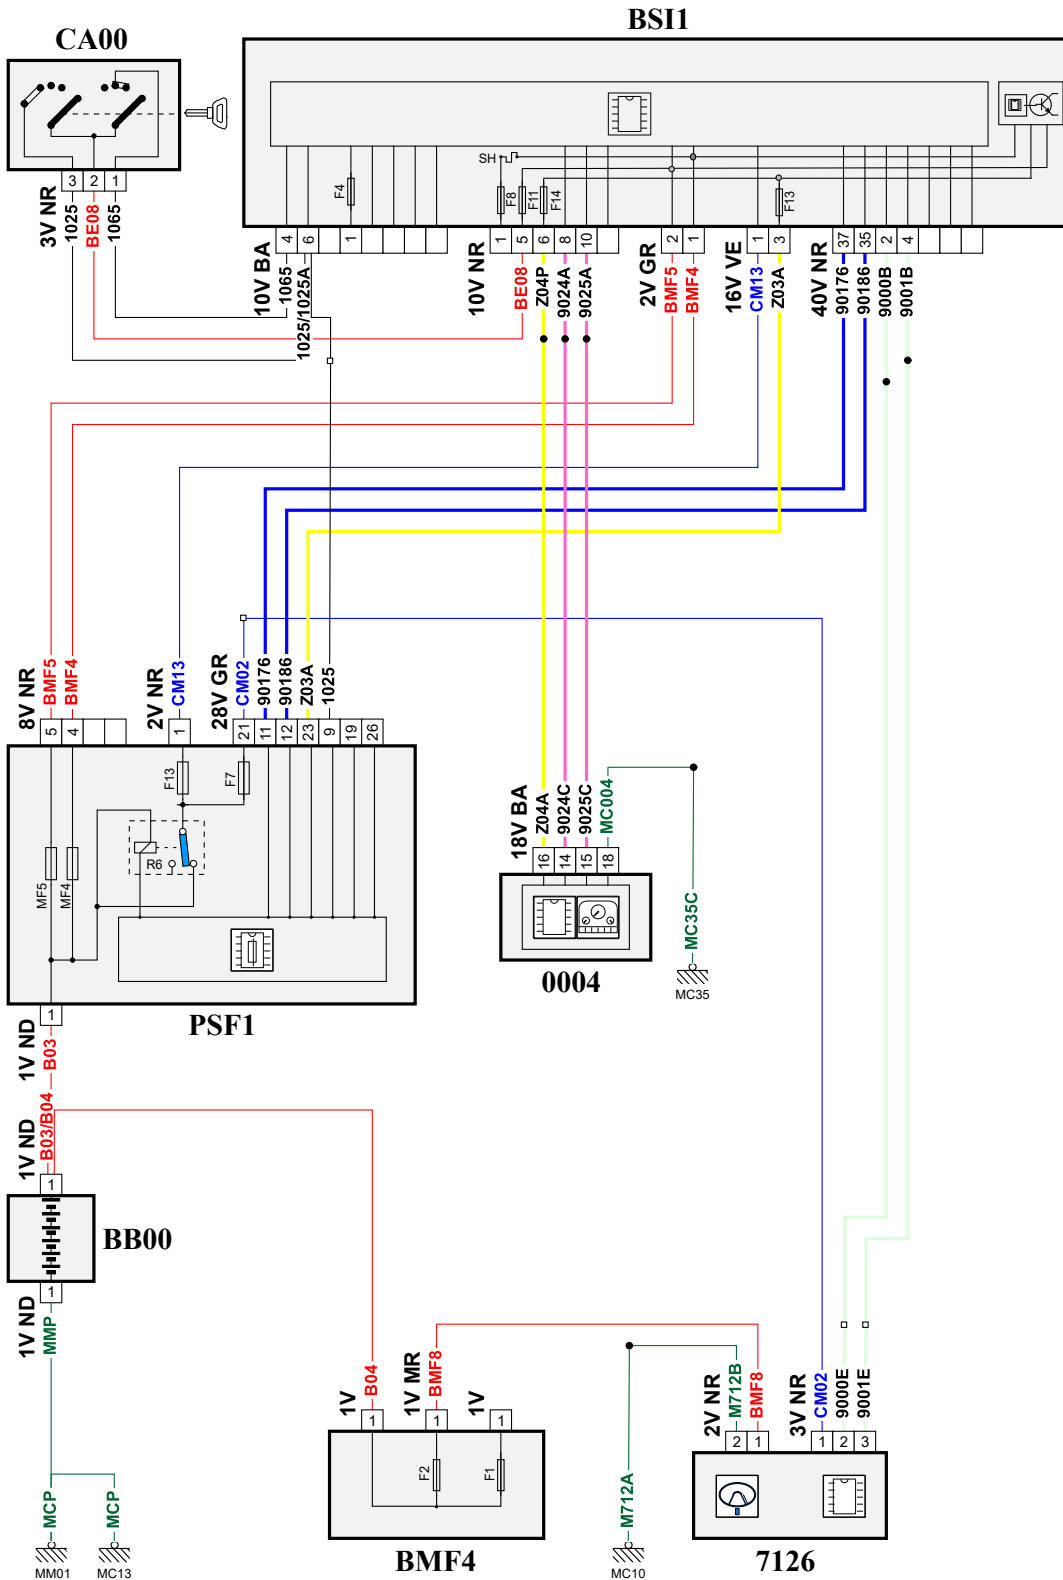 BSI1
CA00
SH
F4
F8
F11
F14
F13
3 2 1
4 6 1
1 5 6 8 10
2 1
1 3
37 35 2 4
3V NR
1025
BE08
1065
10V BA
1065
1025/1025A
10V NR
BE08
Z04P
9024A
9025A
2V GR
BMF5
BMF4
16V VE
CM13
Z03A
40V NR
90176
90186
9000B
9001B
8V NR
BMF5
BMF4
2V NR
CM13
28V GR
CM02
90176
90186
Z03A
1025
5 4
1
21 11 12 23 9 19 26
F13
F7
R6
MF5
MF4
18V BA
Z04A
9024C
9025C
MC004
16 14 15 18
MC35C
0004
MC35
1
PSF1
1V ND
B03
1V ND
B03/B04
1
BB00
1
1V ND
MMP
MCP
MCP
MM01
MC13
1V
B04
1V MR
BMF8
1V
1 1 1
F2
F1
BMF4
M712A
MC10
2V NR
M712B
BMF8
3V NR
CM02
9000E
9001E
2 1
1 2 3
7126